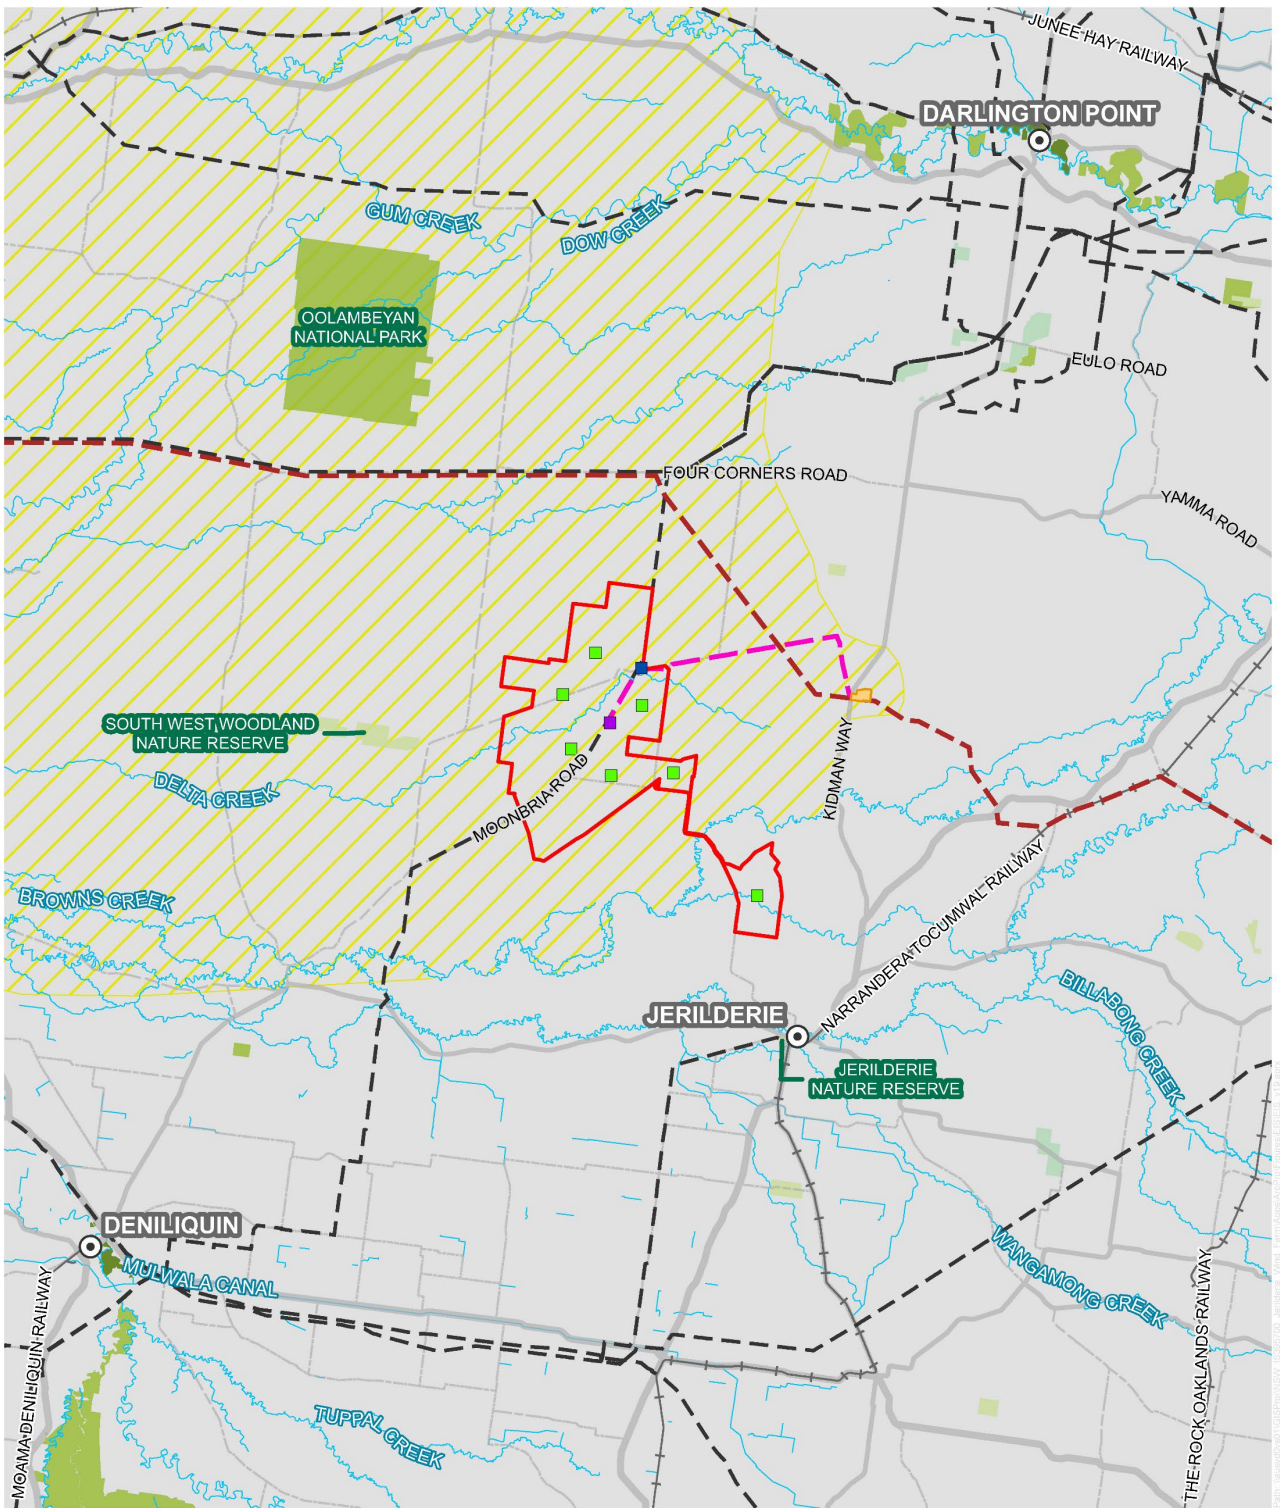 JUNEE HAY RAILWAY
DARLINGTON POINT
GUM CREEK
DOW CREEK
OOLAMBEYAN
NATIONAL PARK
EULO ROAD
FOUR CORNERS ROAD
YAMMA ROAD
SOUTH WEST WOODLAND
NATURE RESERVE
DELTA CREEK
MOONBRIA ROAD
KIDMAN WAY
BROWNS CREEK
NARRANDERA TOCUMWAL RAILWAY
JERILDERIE
BILLABONG CREEK
JERILDERIE
NATURE RESERVE
DENILIQUIN
MULWALA CANAL
WANGAMONG CREEK
MOAMA DENILIQUIN RAILWAY
TUPPAL CREEK
THE ROCK OAKLANDS RAILWAY